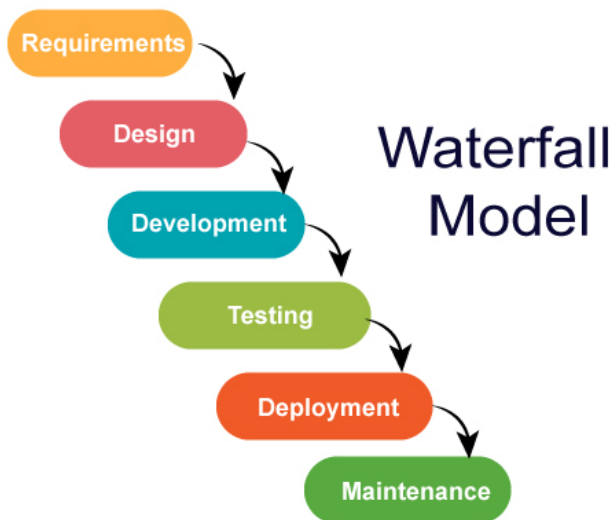 Requirements
Design
Waterfall
Model
Development
Testing
Deployment
Maintenance